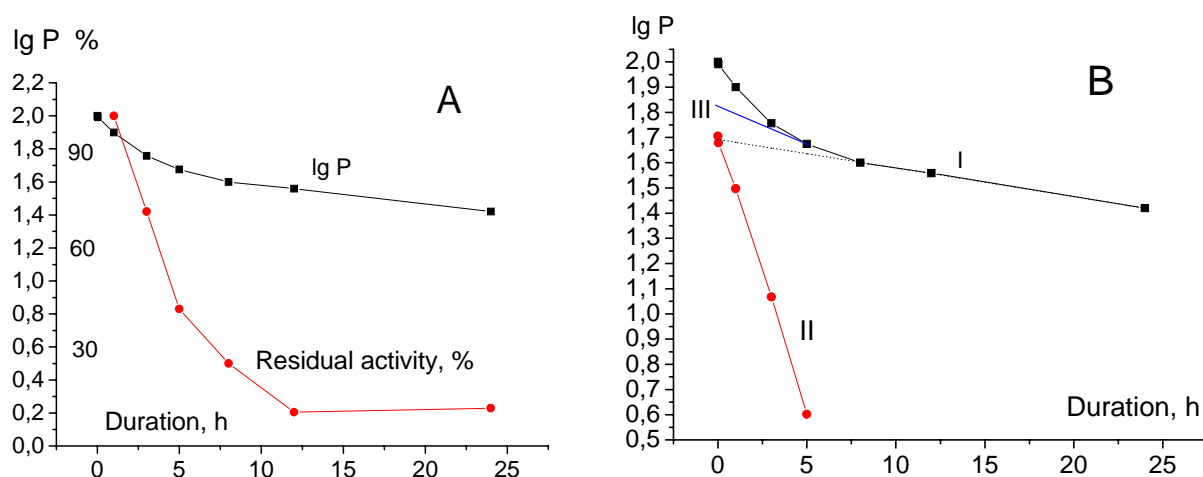 lg P %
A
2,2
2,0
1,8
1,6
1,4
1,2
1,0
0,8
0,6
0,4
0,2
0,0
90
60
30
lg P
Residual activity, %
Duration, h
0 5 10 15 20 25
lg P
B
2,0
1,9
1,8
1,7
1,6
1,5
1,4
1,3
1,2
1,1
1,0
0,9
0,8
0,7
0,6
0,5
III
I
II
Duration, h
0 5 10 15 20 25